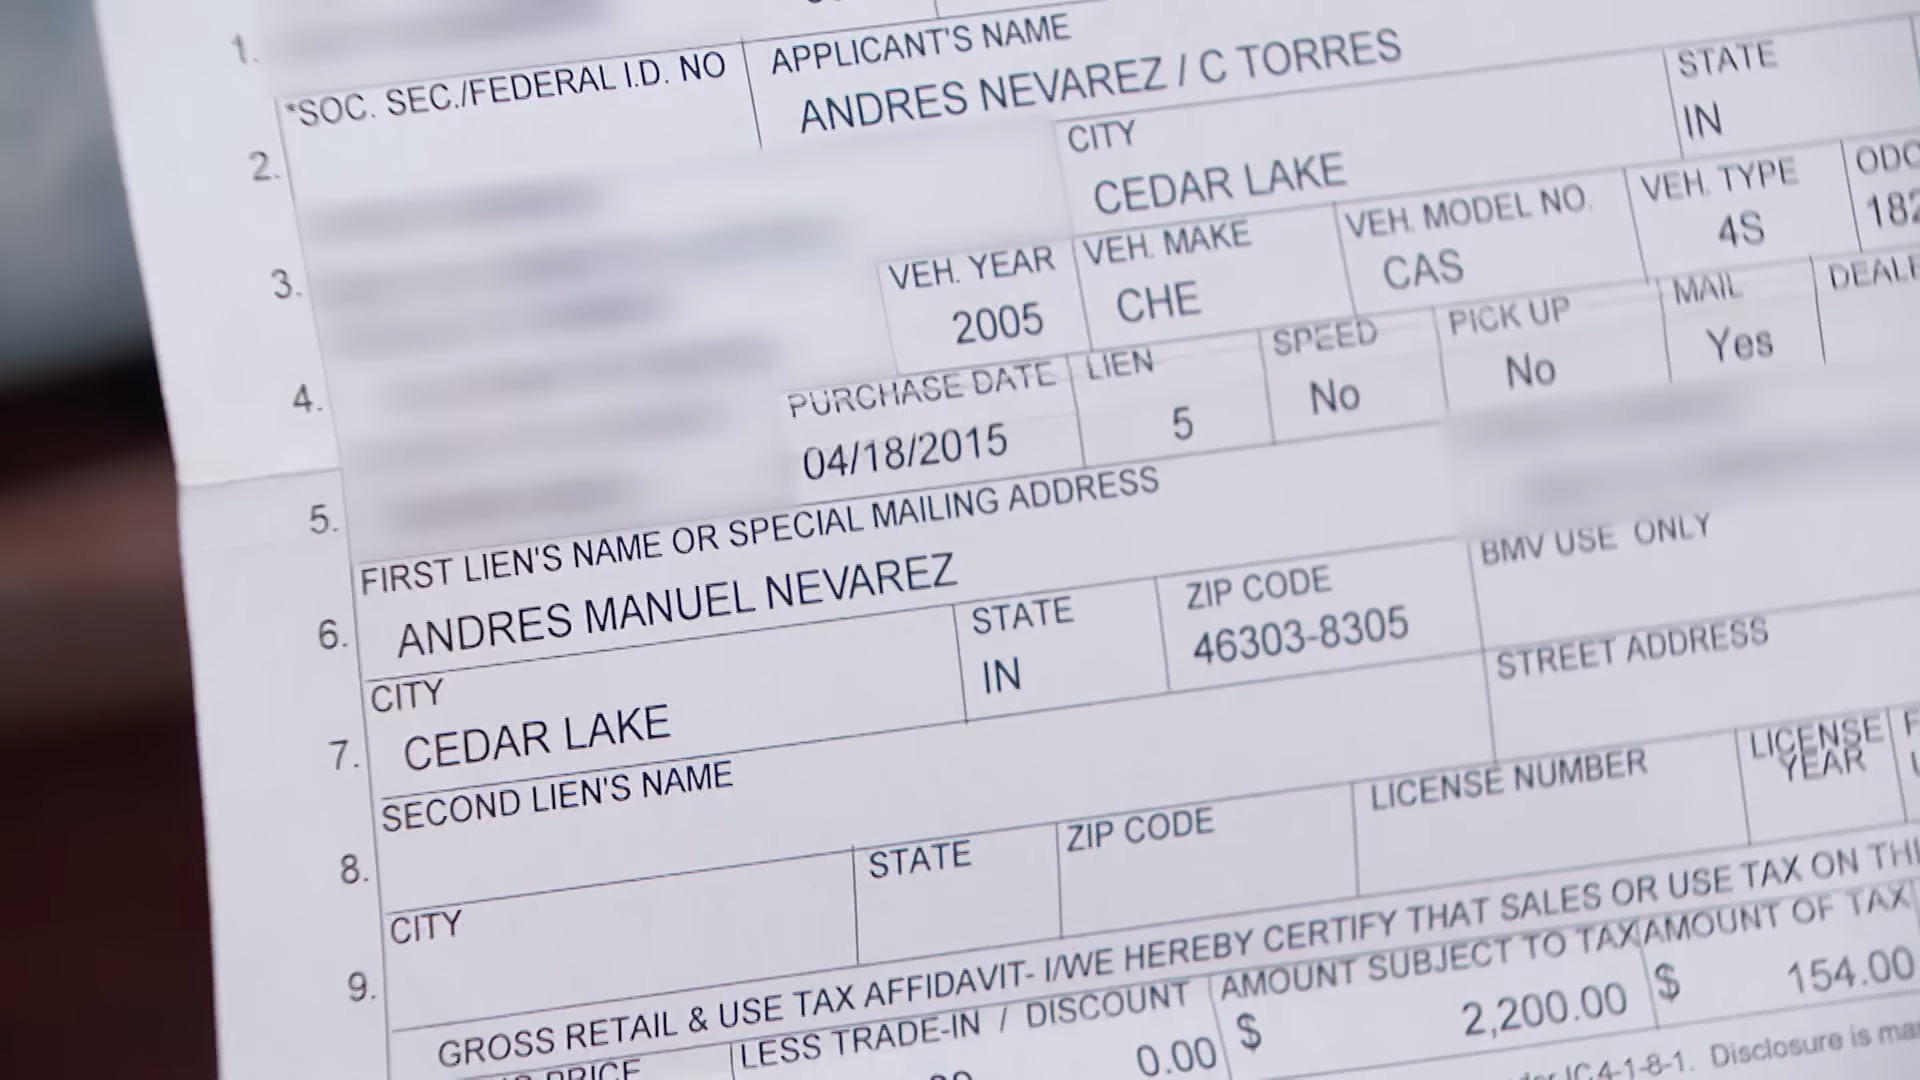 1.
*SOC. SEC./FEDERAL I.D. NO APPLICANT'S NAME STATE
ANDRES NEVAREZ / C TORRES IN
2. CITY VEH. TYPE
CEDAR LAKE 4S 182
3. VEH. YEAR VEH. MAKE VEH. MODEL NO. MAIL
2005 CHE CAS Yes
4. PURCHASE DATE LIEN SPEED PICK UP
04/18/2015 5 No No
5. FIRST LIEN'S NAME OR SPECIAL MAILING ADDRESS BMV USE ONLY
6. ANDRES MANUEL NEVAREZ
CITY STATE ZIP CODE STREET ADDRESS
7. CEDAR LAKE IN 46303-8305
SECOND LIEN'S NAME LICENSE NUMBER LICENSE YEAR
8.
CITY STATE ZIP CODE
9.
GROSS RETAIL & USE TAX AFFIDAVIT- I/WE HEREBY CERTIFY THAT SALES OR USE TAX ON
PRICE LESS TRADE-IN / DISCOUNT AMOUNT SUBJECT TO TAX AMOUNT OF TAX
0.00 $ 2,200.00 $ 154.00
IC 4-1-8-1. Disclosure is